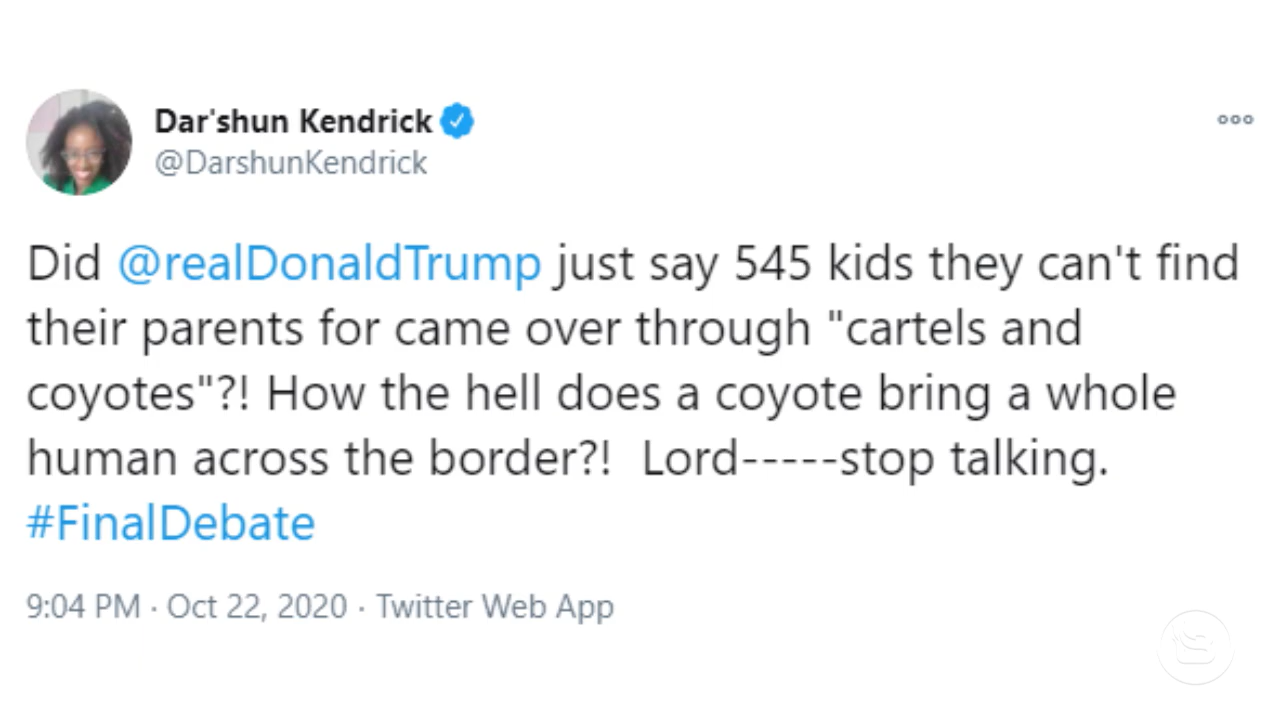 Dar'shun Kendrick
@DarshunKendrick
Did @realDonaldTrump just say 545 kids they can't find
their parents for came over through "cartels and
coyotes"?! How the hell does a coyote bring a whole
human across the border?!  Lord-----stop talking.
#FinalDebate
9:04 PM · Oct 22, 2020 · Twitter Web App